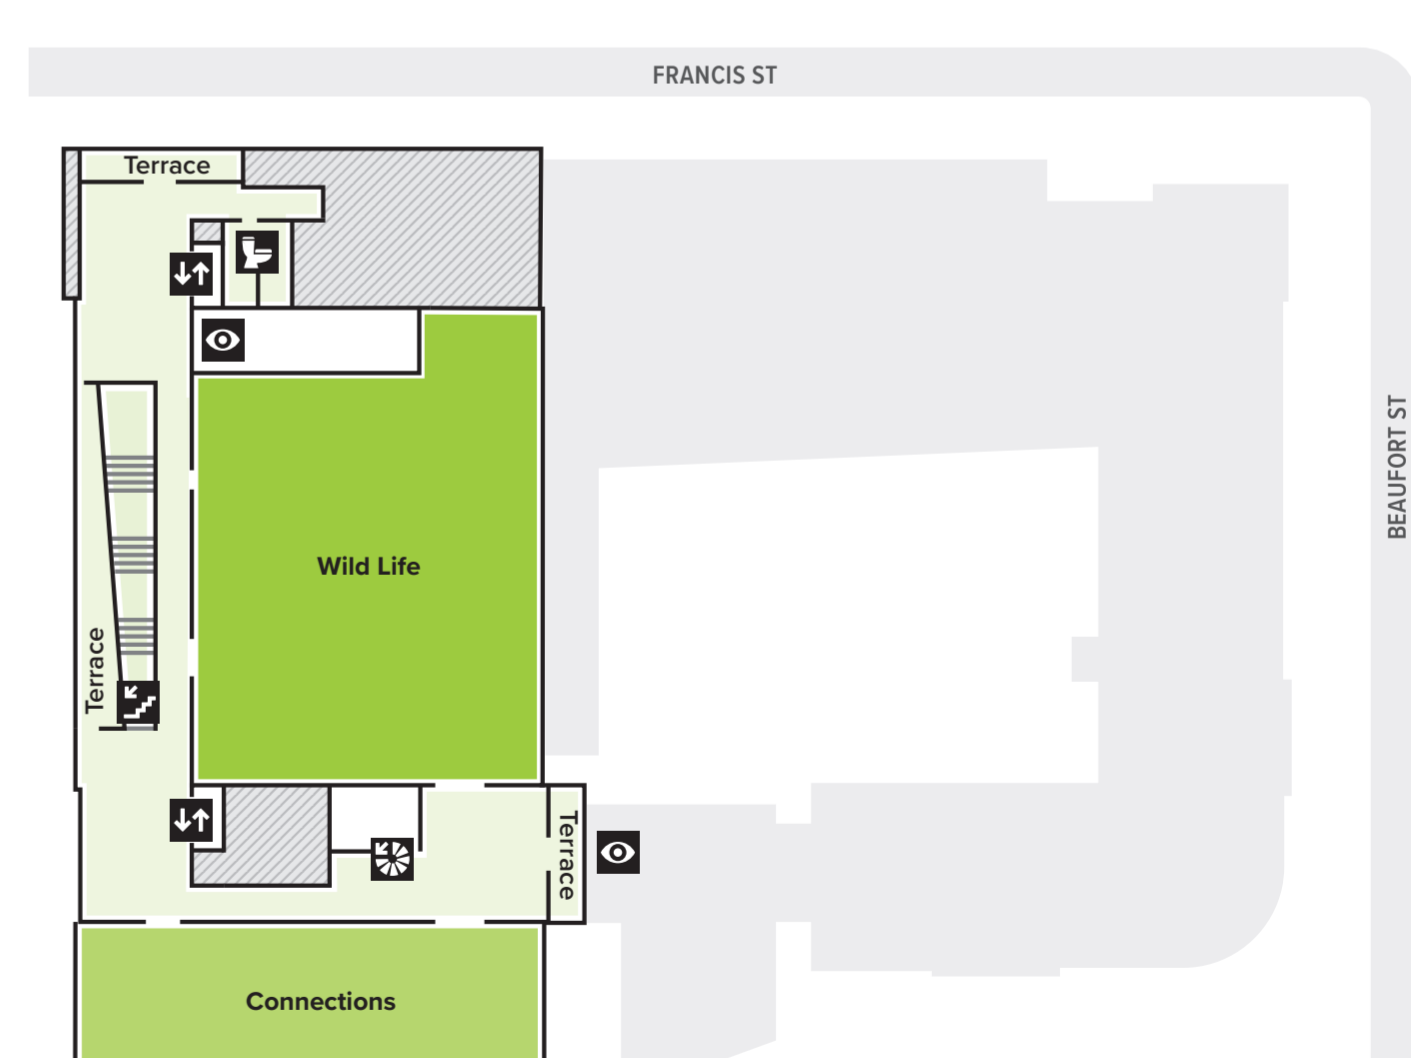 FRANCIS ST
Terrace
BEAUFORT ST
Wild Life
Terrace
Terrace
Connections